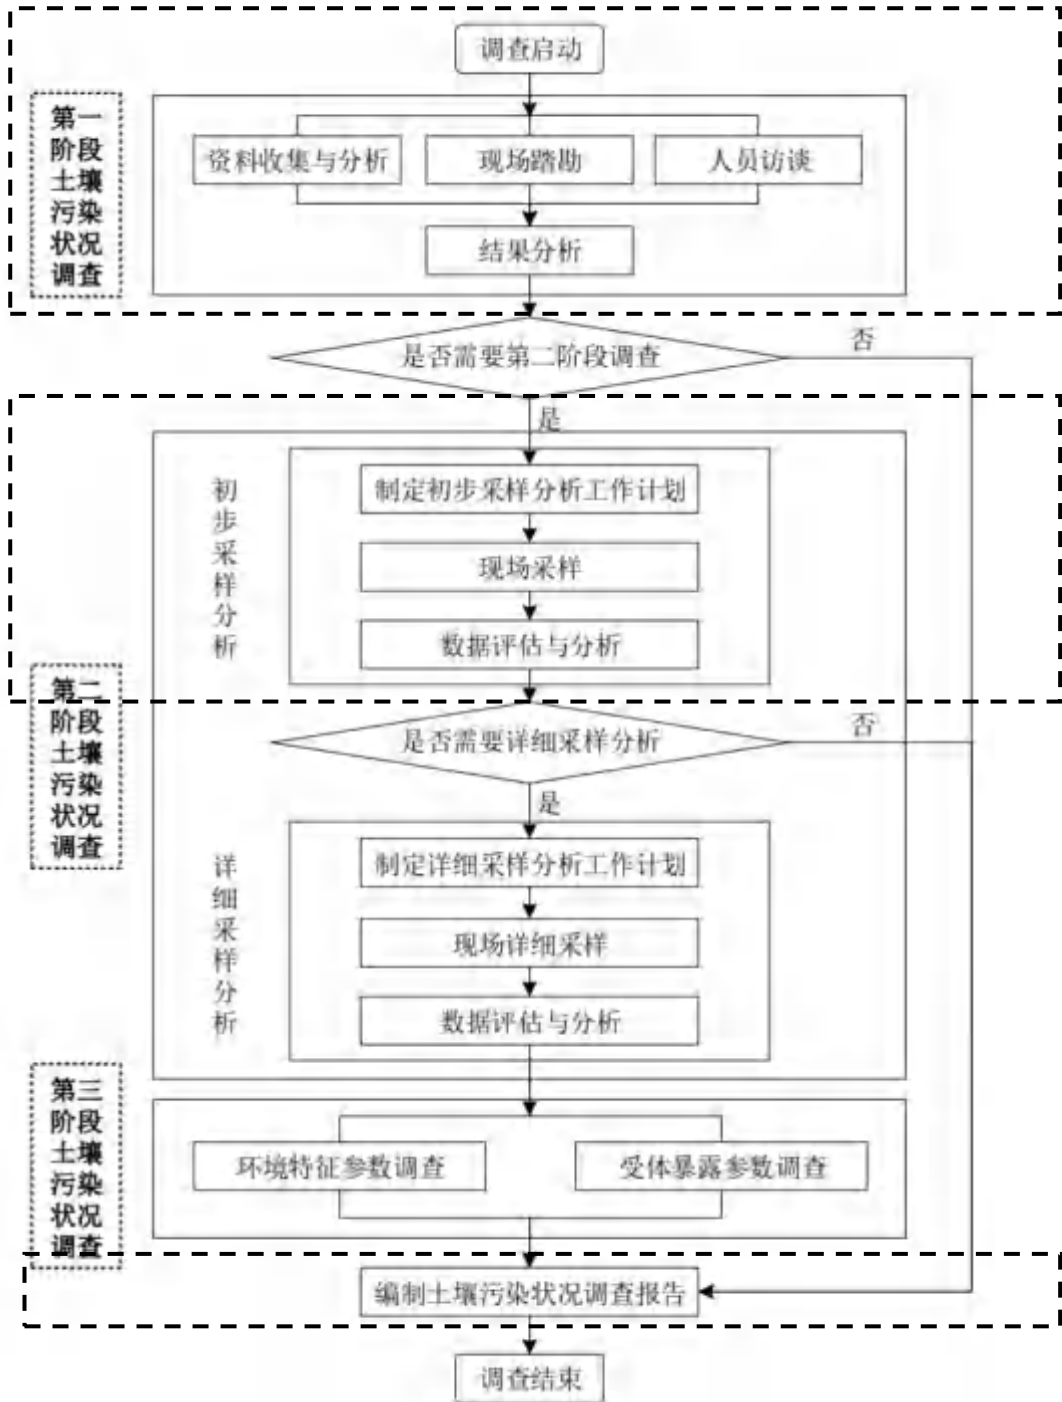 调查启动
第一
阶段
土壤
污染
状况
调查
资料收集与分析
现场踏勘
人员访谈
结果分析
是否需要第二阶段调查
否
是
初
步
采
样
分
析
制定初步采样分析工作计划
现场采样
数据评估与分析
第二
阶段
土壤
污染
状况
调查
是否需要详细采样分析
否
是
详
细
采
样
分
析
制定详细采样分析工作计划
现场详细采样
数据评估与分析
第三
阶段
土壤
污染
状况
调查
环境特征参数调查
受体暴露参数调查
编制土壤污染状况调查报告
调查结束